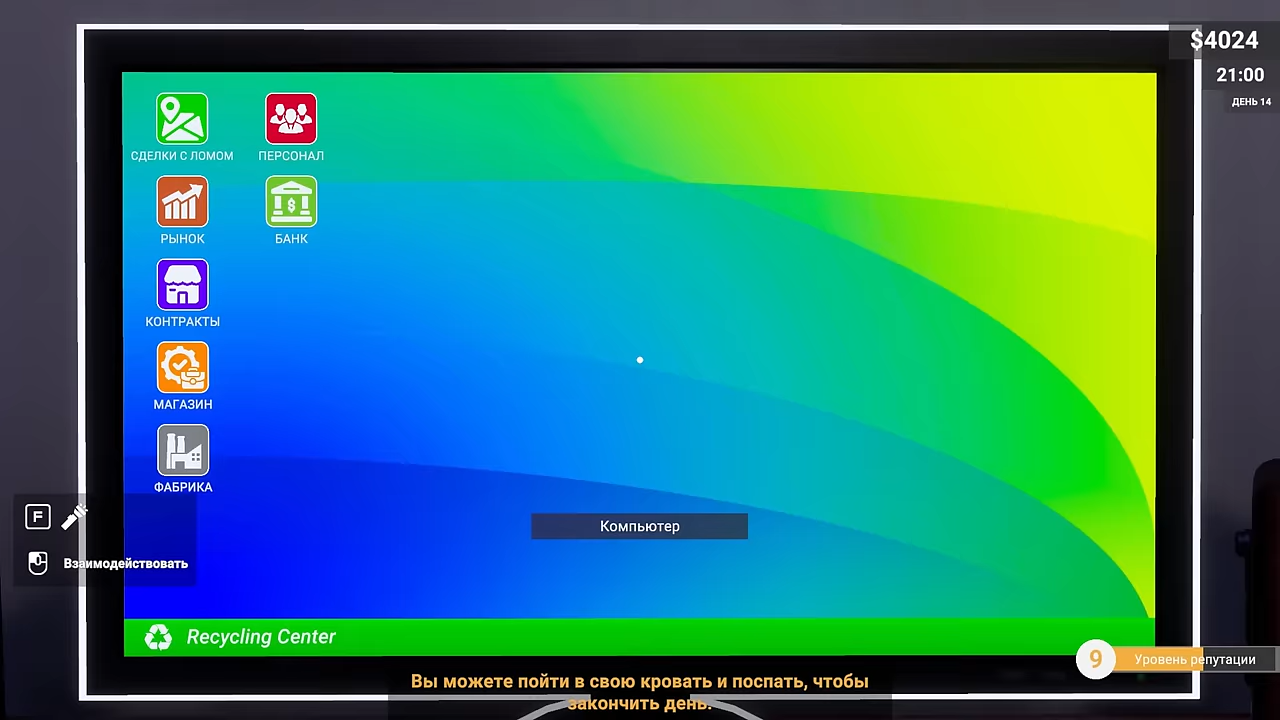 $4024
21:00
ДЕНЬ 14
СДЕЛКИ С ЛОМОМ
ПЕРСОНАЛ
РЫНОК
БАНК
КОНТРАКТЫ
МАГАЗИН
ФАБРИКА
F
Взаимодействовать
Компьютер
Recycling Center
9
Уровень репутации
Вы можете пойти в свою кровать и поспать, чтобы
закончить день.